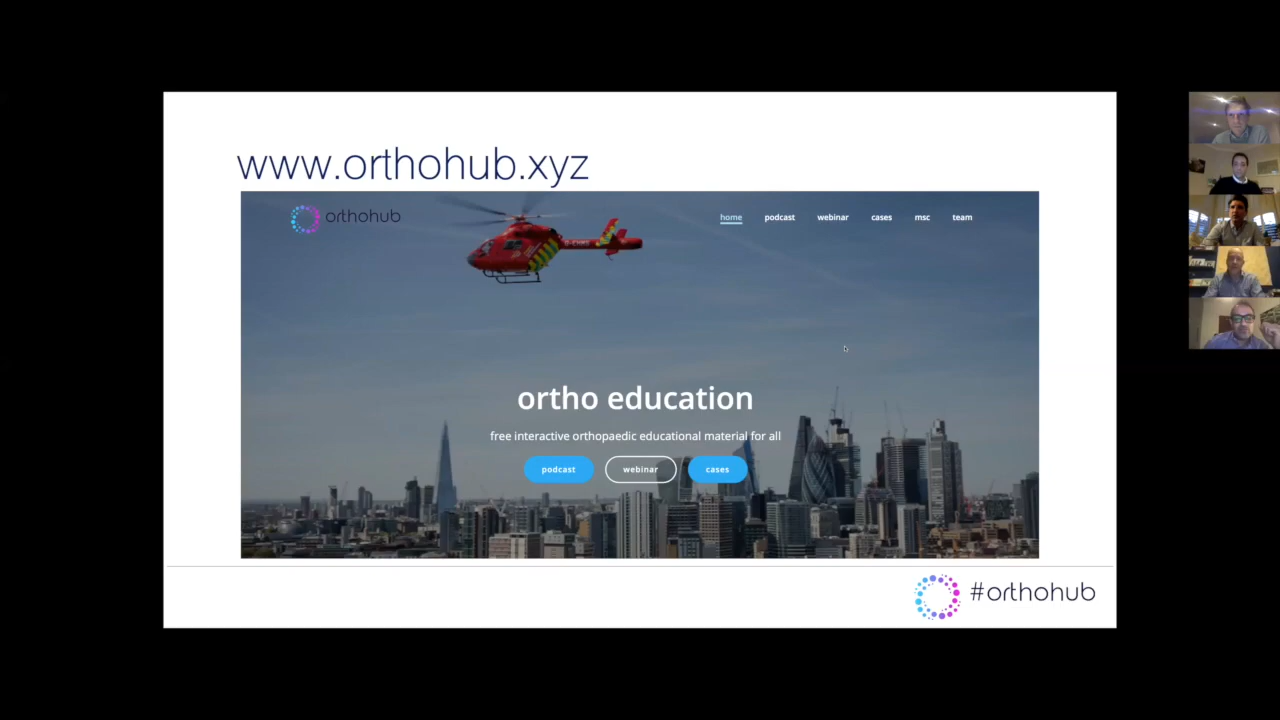 www.orthohub.xyz
orthohub
home podcast webinar cases msc team
G-EHMS
ortho education
free interactive orthopaedic educational material for all
podcast webinar cases
#orthohub